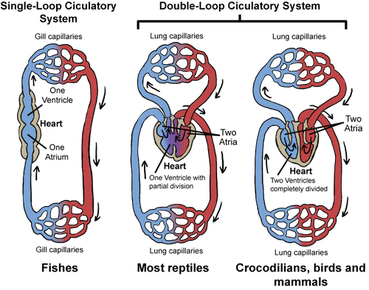 Single-Loop Ciculatory
System
Double-Loop Ciculatory System
Gill capillaries
Lung capillaries
Lung capillaries
One
Ventricle
Heart
One
Atrium
Two
Atria
Heart
One Ventricle with
partial division
Two
Atria
Heart
Two Ventricles
completely divided
Gill capillaries
Lung capillaries
Lung capillaries
Fishes
Most reptiles
Crocodilians, birds and
mammals